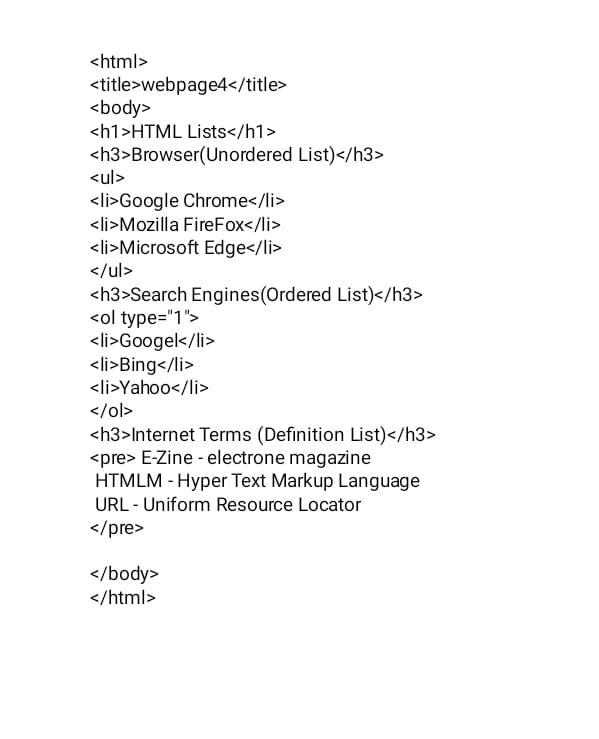 <html>
<title>webpage4</title>
<body>
<h1>HTML Lists</h1>
<h3>Browser(Unordered List)</h3>
<ul>
<li>Google Chrome</li>
<li>Mozilla FireFox</li>
<li>Microsoft Edge</li>
</ul>
<h3>Search Engines(Ordered List)</h3>
<ol type="1">
<li>Googel</li>
<li>Bing</li>
<li>Yahoo</li>
</ol>
<h3>Internet Terms (Definition List)</h3>
<pre> E-Zine - electrone magazine
 HTMLM - Hyper Text Markup Language
 URL - Uniform Resource Locator
</pre>

</body>
</html>